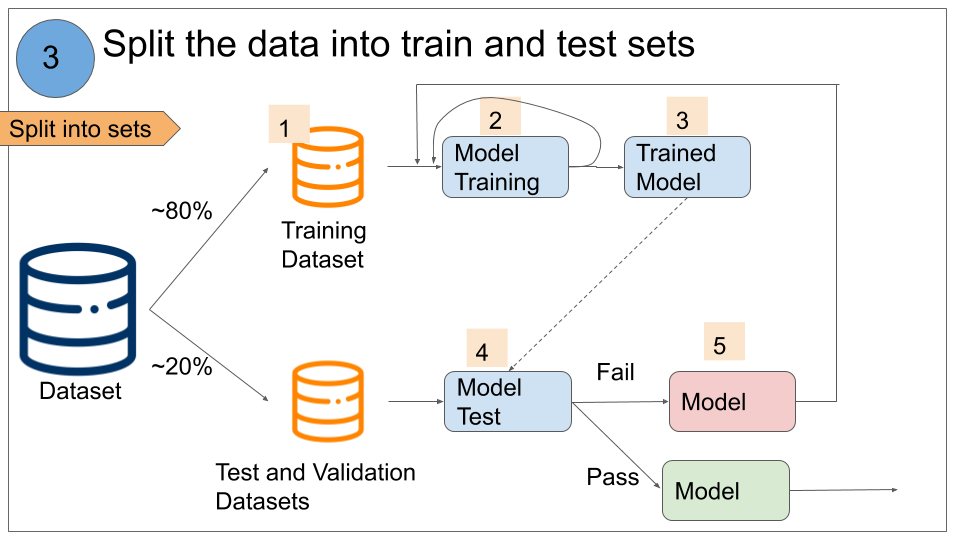 3
Split the data into train and test sets
Split into sets
1
2
3
Model
Training
Trained
Model
~80%
Training
Dataset
~20%
Dataset
4
5
Fail
Model
Test
Model
Test and Validation
Datasets
Pass
Model